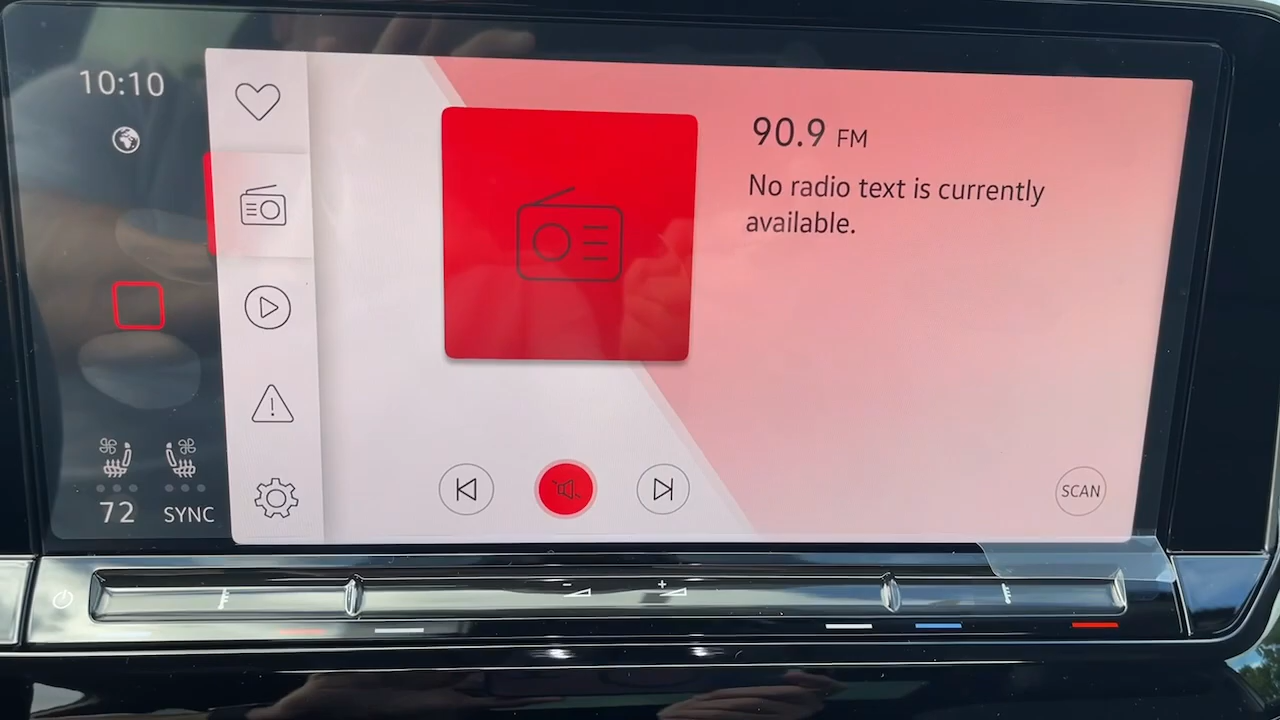 10:10
90.9 FM
No radio text is currently
available.
SCAN
72 SYNC
- +